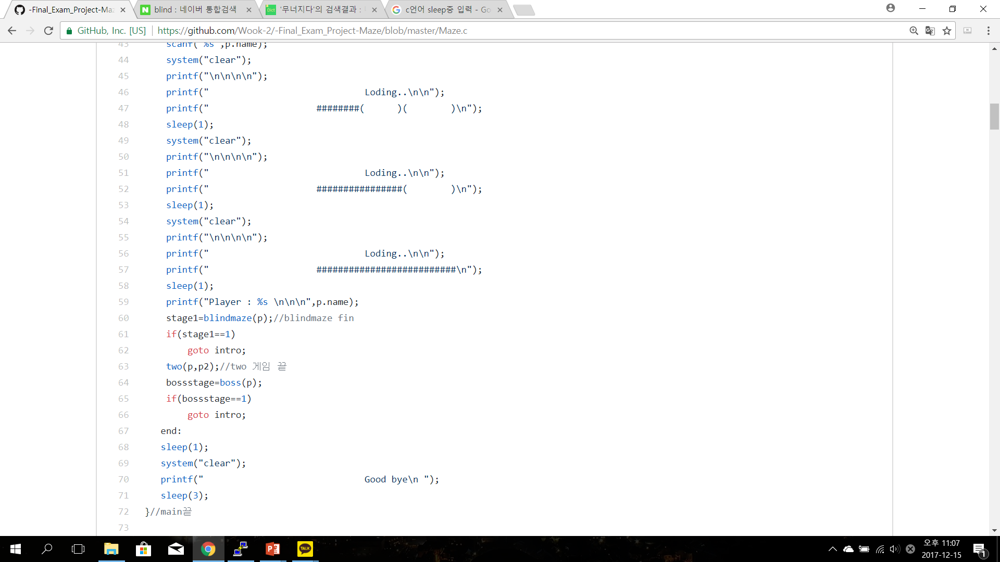 -Final_Exam_Project-Maz
blind : 네이버 통합검색
'무너지다'의 검색결과 :
c언어 sleep중 입력 - Go
GitHub, Inc. [US] https://github.com/Wook-2/-Final_Exam_Project-Maze/blob/master/Maze.c
43 scanf("%s",p.name);
44 system("clear");
45 printf("\n\n\n\n");
46 printf(" Loding..\n\n");
47 printf(" ########( )( )\n");
48 sleep(1);
49 system("clear");
50 printf("\n\n\n\n");
51 printf(" Loding..\n\n");
52 printf(" ################( )\n");
53 sleep(1);
54 system("clear");
55 printf("\n\n\n\n");
56 printf(" Loding..\n\n");
57 printf(" ##########################\n");
58 sleep(1);
59 printf("Player : %s \n\n\n",p.name);
60 stage1=blindmaze(p);//blindmaze fin
61 if(stage1==1)
62 goto intro;
63 two(p,p2);//two 게임 끝
64 bossstage=boss(p);
65 if(bossstage==1)
66 goto intro;
67 end:
68 sleep(1);
69 system("clear");
70 printf(" Good bye\n ");
71 sleep(3);
72 }//main끝
73
오후 11:07
2017-12-15
1